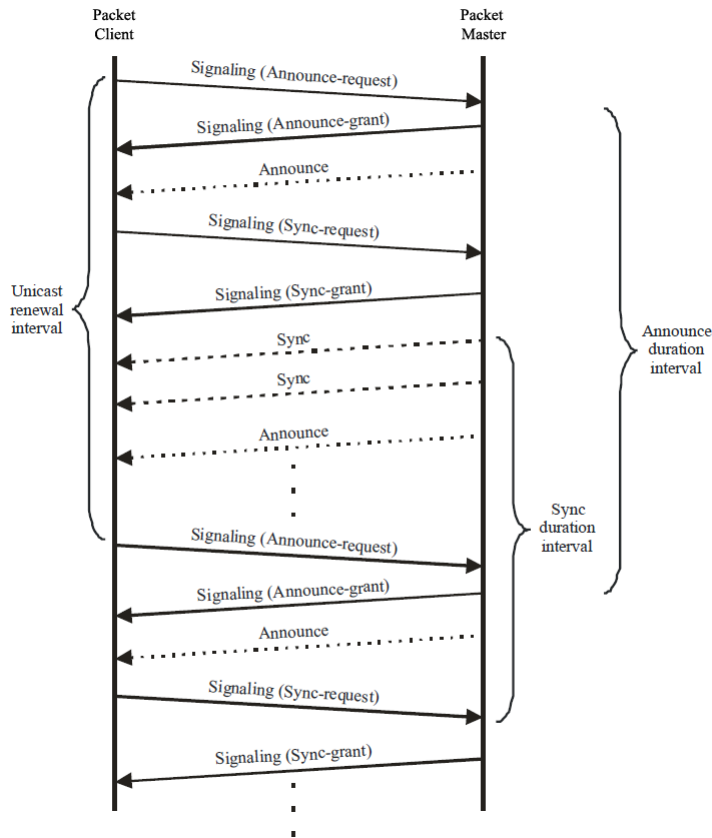 Packet
Client
Packet
Master
Signaling (Announce-request)
Signaling (Announce-grant)
Announce
Signaling (Sync-request)
Signaling (Sync-grant)
Unicast
renewal
interval
Sync
Sync
Announce
duration
interval
Announce
Sync
duration
interval
Signaling (Announce-request)
Signaling (Announce-grant)
Announce
Signaling (Sync-request)
Signaling (Sync-grant)